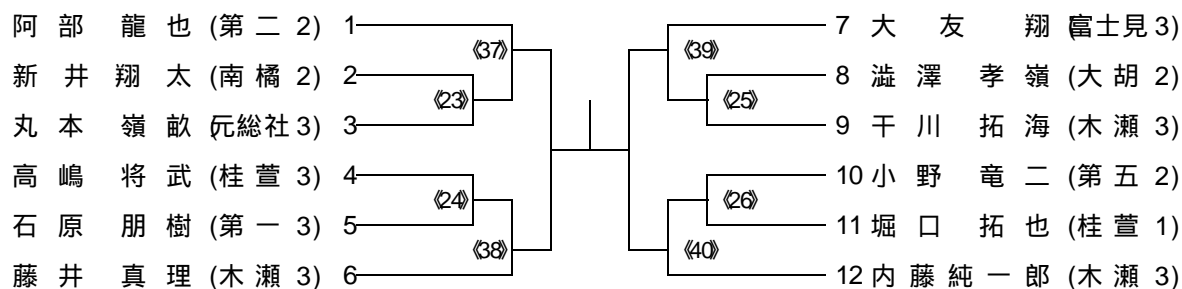 阿部 龍也 (第二 2) 1
《37》
新井翔太 (南橘 2) 2
《23》
丸本 嶺畝 (元総社 3) 3
高嶋 将武 (桂萱 3) 4
《24》
石原 朋樹 (第一 3) 5
《38》
藤井 真理 (木瀬 3) 6
7 大友 翔 (富士見 3)
《39》
8 澁澤 孝嶺 (大胡 2)
《25》
9 干川 拓海 (木瀬 3)
10 小野 竜二 (第五 2)
《26》
11 堀口 拓也 (桂萱 1)
《40》
12 内藤純一郎 (木瀬 3)